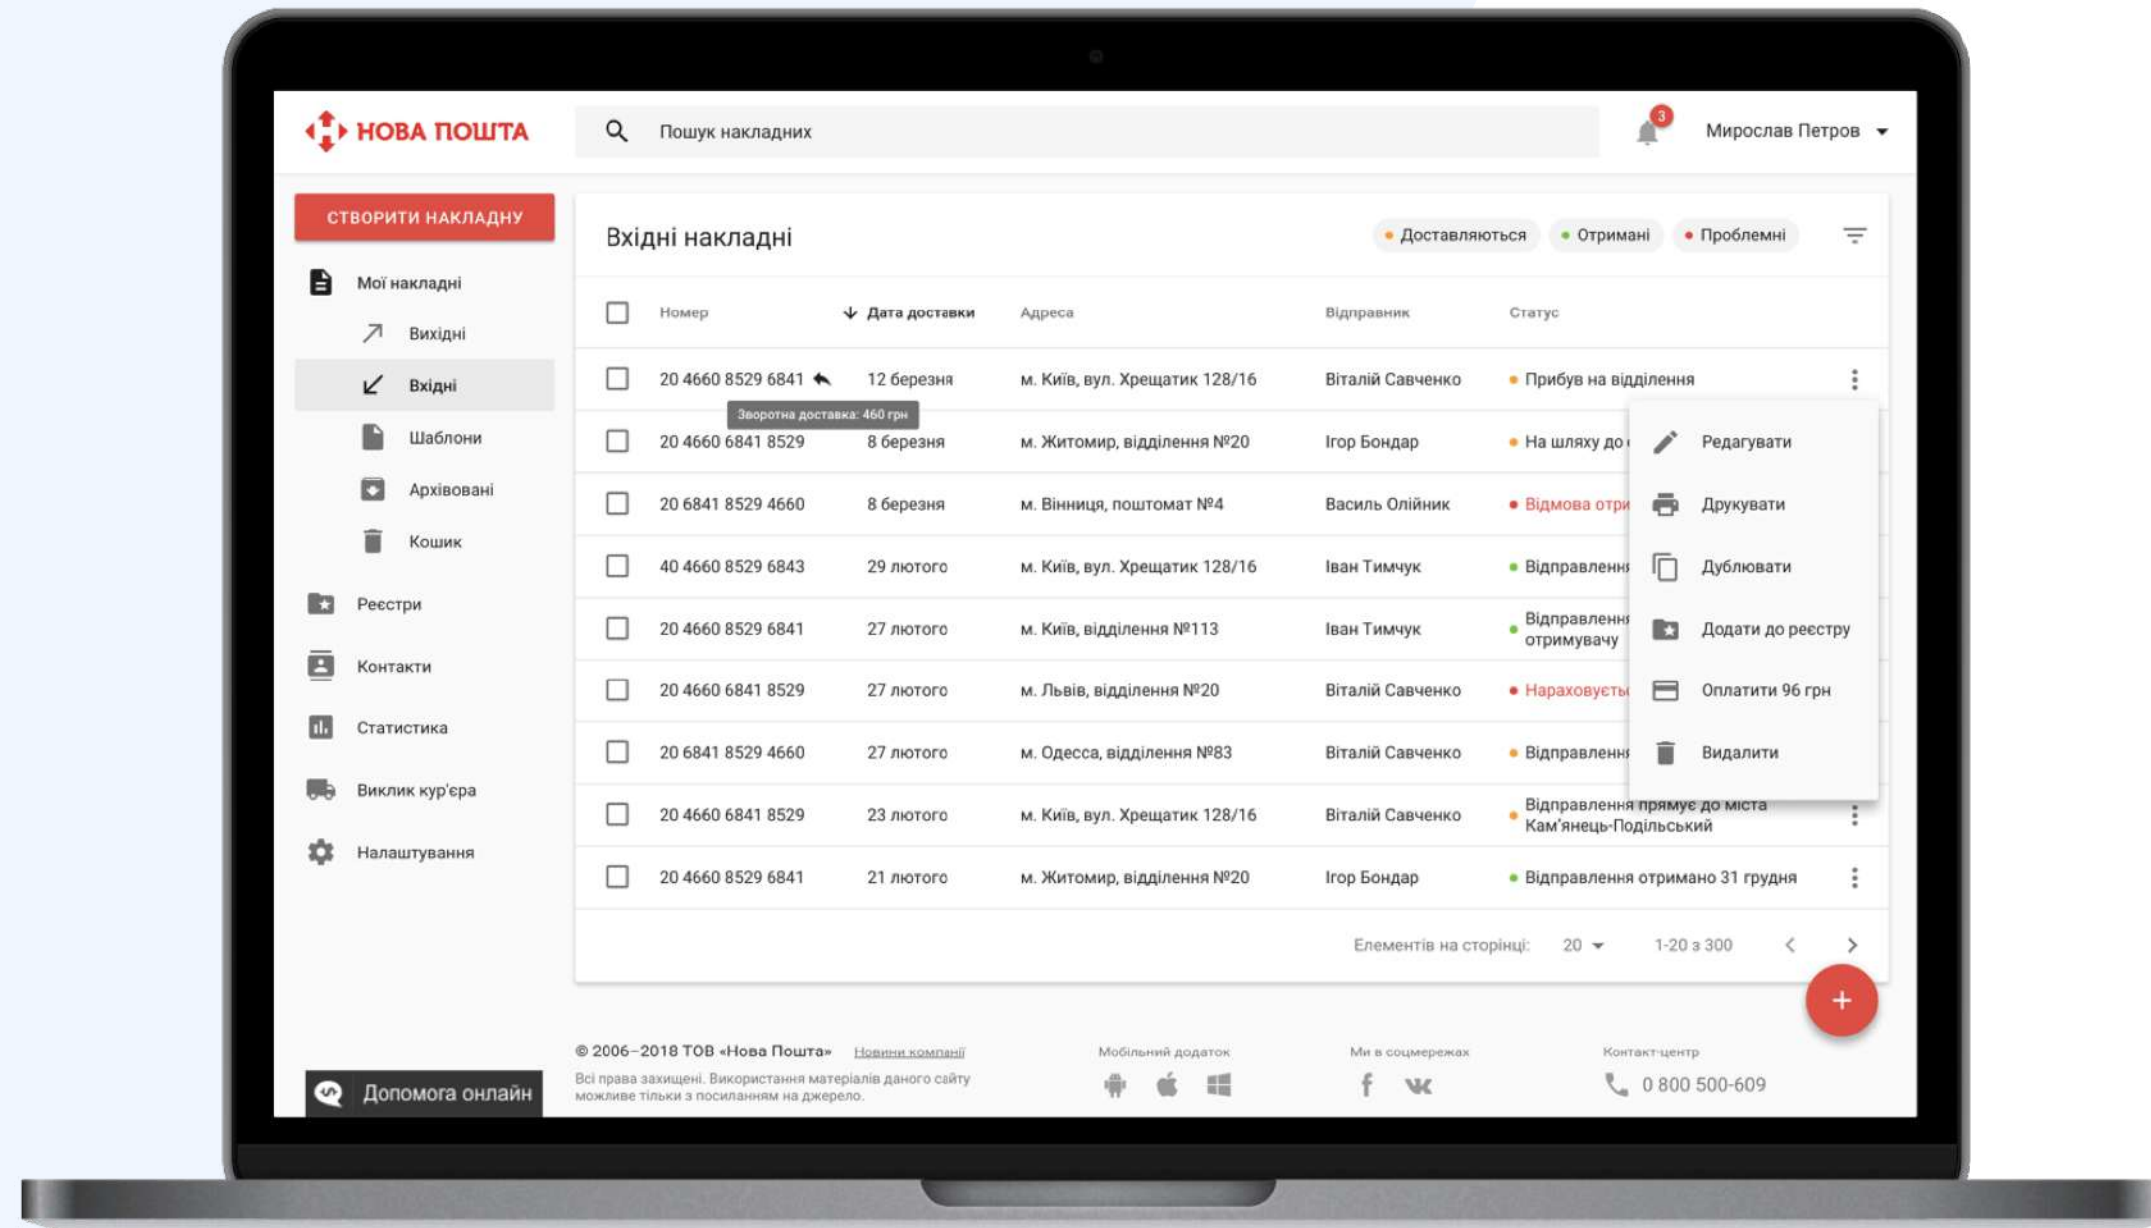 НОВА ПОШТА
Пошук накладних
3
Мирослав Петров
СТВОРИТИ НАКЛАДНУ
Мої накладні
Вихідні
Вхідні
Шаблони
Архівовані
Кошик
Реєстри
Контакти
Статистика
Виклик кур'єра
Налаштування
Допомога онлайн
Вхідні накладні
Доставляються
Отримані
Проблемні
Номер Дата доставки Адреса Відправник Статус
20 4660 8529 6841 12 березня м. Київ, вул. Хрещатик 128/16 Віталій Савченко Прибув на відділення
Зворотна доставка: 460 грн
20 4660 6841 8529 8 березня м. Житомир, відділення №20 Ігор Бондар На шляху до
20 6841 8529 4660 8 березня м. Вінниця, поштомат №4 Василь Олійник Відмова отри
40 4660 8529 6843 29 лютого м. Київ, вул. Хрещатик 128/16 Іван Тимчук Відправленн
20 4660 8529 6841 27 лютого м. Київ, відділення №113 Іван Тимчук Відправленн
отримувачу
20 4660 6841 8529 27 лютого м. Львів, відділення №20 Віталій Савченко Нараховуєть
20 6841 8529 4660 27 лютого м. Одесса, відділення №83 Віталій Савченко Відправленн
20 4660 6841 8529 23 лютого м. Київ, вул. Хрещатик 128/16 Віталій Савченко Відправлення прямує до міста
Кам'янець-Подільський
20 4660 8529 6841 21 лютого м. Житомир, відділення №20 Ігор Бондар Відправлення отримано 31 грудня
Редагувати
Друкувати
Дублювати
Додати до реєстру
Оплатити 96 грн
Видалити
Елементів на сторінці: 20 1-20 з 300
© 2006–2018 ТОВ «Нова Пошта» Новини компанії
Всі права захищені. Використання матеріалів даного сайту
можливе тільки з посиланням на джерело.
Мобільний додаток
Ми в соцмережах
Контакт-центр
0 800 500-609